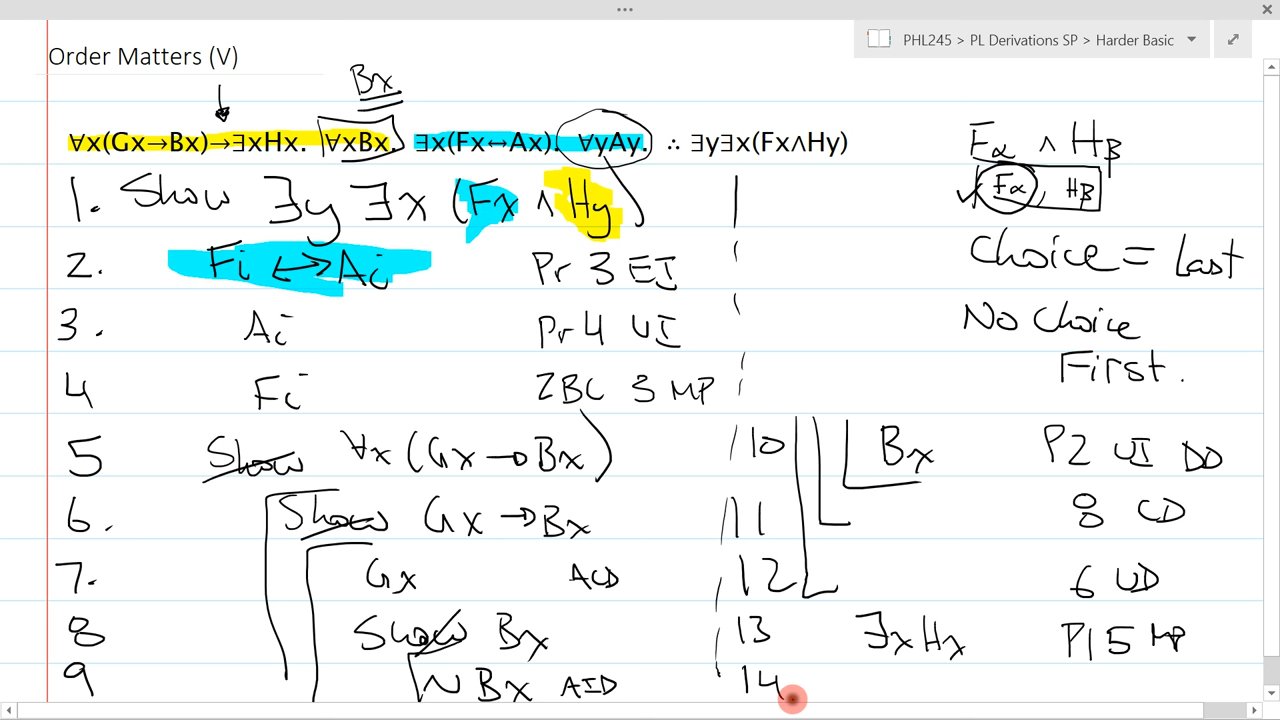 PHL245 > PL Derivations SP > Harder Basic
Order Matters (V)
Bx
∀x(Gx→Bx)→∃xHx. ∀xBx. ∃x(Fx↔Ax). ∀yAy. ∴ ∃y∃x(Fx∧Hy)
1. Show ∃y ∃x (Fx ∧ Hy)
2. Fi ↔ Ai Pr 3 EI
3. Ai Pr4 UI
4 Fi 2BC 3 MP
5 Show ∀x (Gx → Bx)
6. Show Gx → Bx
7. Gx ACD
8 Show Bx
9 ~Bx AID
10 Bx P2 UI DD
11 8 CD
12 6 UD
13 ∃xHx P1 5 MP
14
Fα ∧ Hβ
✓ Fα, Hβ
Choice = Last
No Choice
First.